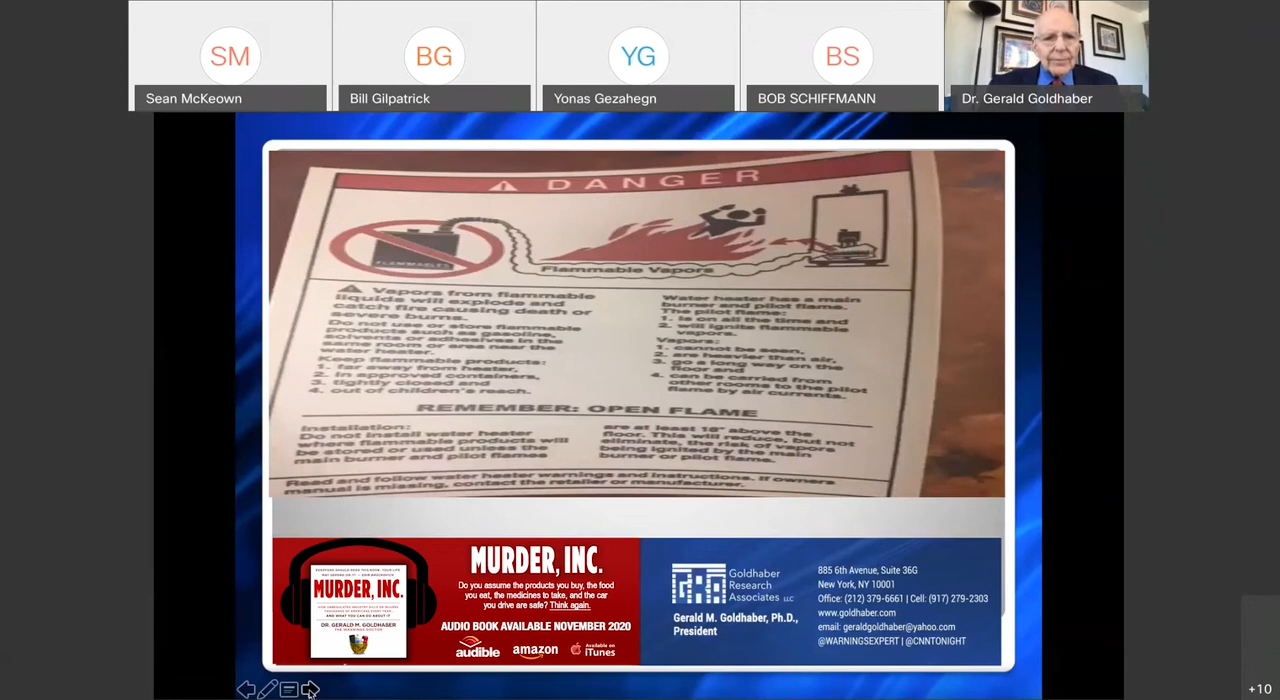 SM
BG
YG
BS
Sean McKeown
Bill Gilpatrick
Yonas Gezahegn
BOB SCHIFFMANN
Dr. Gerald Goldhaber
DANGER
FLAMMABLES
Flammable Vapors
Vapors from flammable
liquids will explode and
catch fire causing death or
severe burns.
Do not use or store flammable
products such as gasoline,
solvents or adhesives in the
same room or area near the
water heater.
Keep flammable products:
1. far away from heater,
2. in approved containers,
3. tightly closed and
4. out of children's reach.
Water heater has a main
burner and pilot flame.
The pilot flame:
1. is on all the time and
2. will ignite flammable
vapors.
Vapors:
1. cannot be seen,
2. are heavier than air,
3. go a long way on the
floor and
4. can be carried from
other rooms to the pilot
flame by air currents.
REMEMBER: OPEN FLAME
Installation:
Do not install water heater
where flammable products will
be stored or used unless the
main burner and pilot flames
are at least 18" above the
floor. This will reduce, but not
eliminate, the risk of vapors
being ignited by the main
burner or pilot flame.
Read and follow water heater warnings and instructions. If owners
manual is missing, contact the retailer or manufacturer.
MURDER, INC.
DR. GERALD GOLDHABER
THE WARNINGS DOCTOR
MURDER, INC.
Do you assume the products you buy, the food
you eat, the medicines to take, and the car
you drive are safe? Think again.
AUDIO BOOK AVAILABLE NOVEMBER 2020
audible
amazon
Available on
iTunes
Goldhaber
Research
Associates LLC
Gerald M. Goldhaber, Ph.D.,
President
885 6th Avenue, Suite 36G
New York, NY 10001
Office: (212) 379-6661 | Cell: (917) 279-2303
www.goldhaber.com
email: geraldgoldhaber@yahoo.com
@WARNINGSEXPERT | @CNNTONIGHT
+10